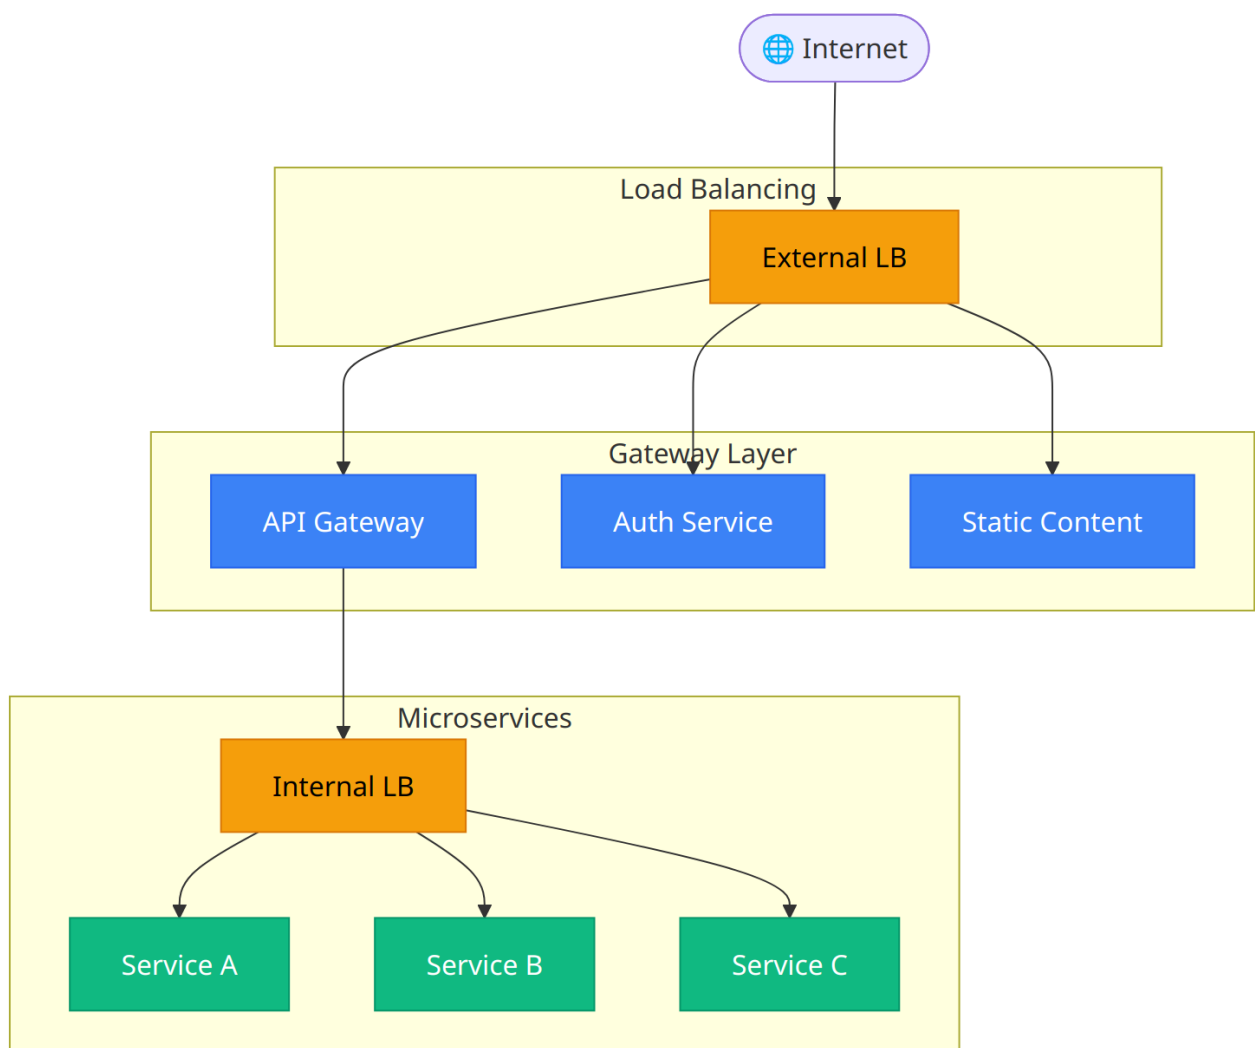 🌐 Internet
Load Balancing
External LB
Gateway Layer
API Gateway
Auth Service
Static Content
Microservices
Internal LB
Service A
Service B
Service C